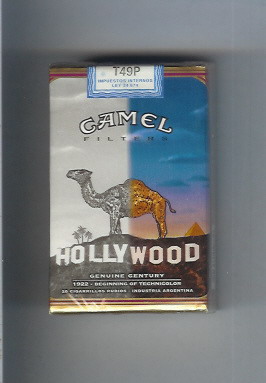 T49P
IMPUESTOS INTERNOS
LEY 24.674
CAMEL
FILTERS
HOLLYWOOD
GENUINE CENTURY
1922 - BEGINNING OF TECHNICOLOR
20 CIGARRILLOS RUBIOS - INDUSTRIA ARGENTINA